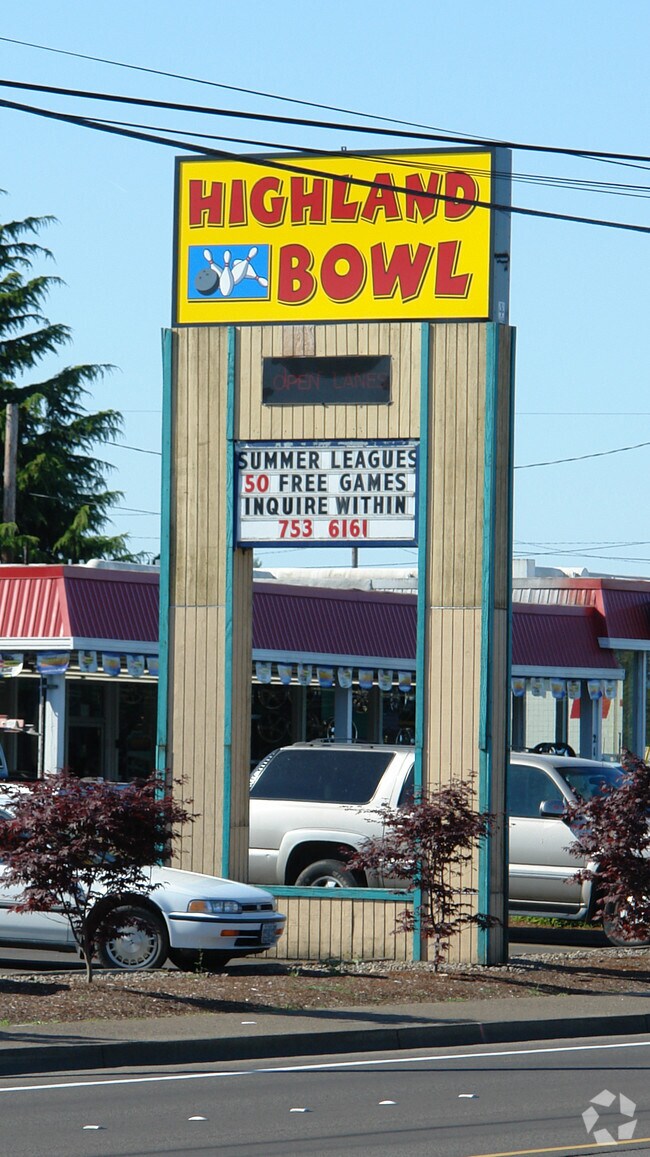 HIGHLAND
BOWL
OPEN LANES
SUMMER LEAGUES
50 FREE GAMES
INQUIRE WITHIN
753 6161